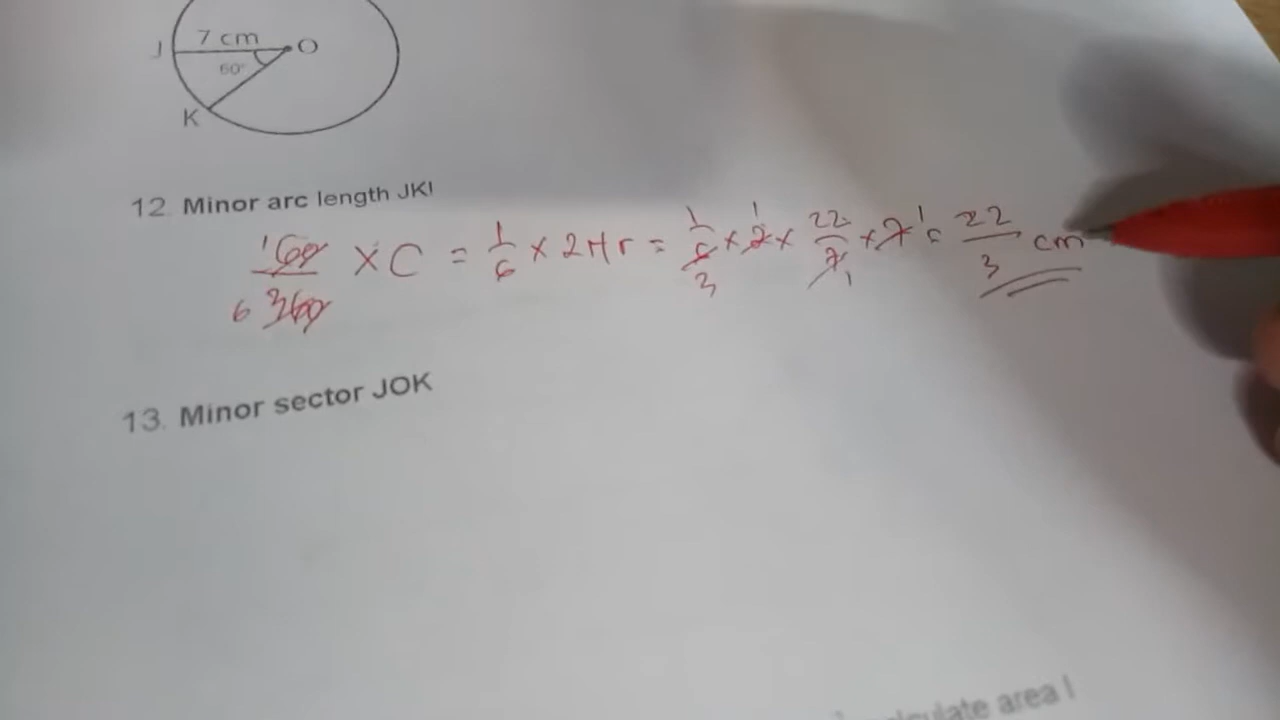 J 7 cm O
60°
K
12. Minor arc length JKl
60/360 × C = 1/6 × 2πr = 1/6 × 2 × 22/7 × 7 = 22/3 cm
13. Minor sector JOK
area